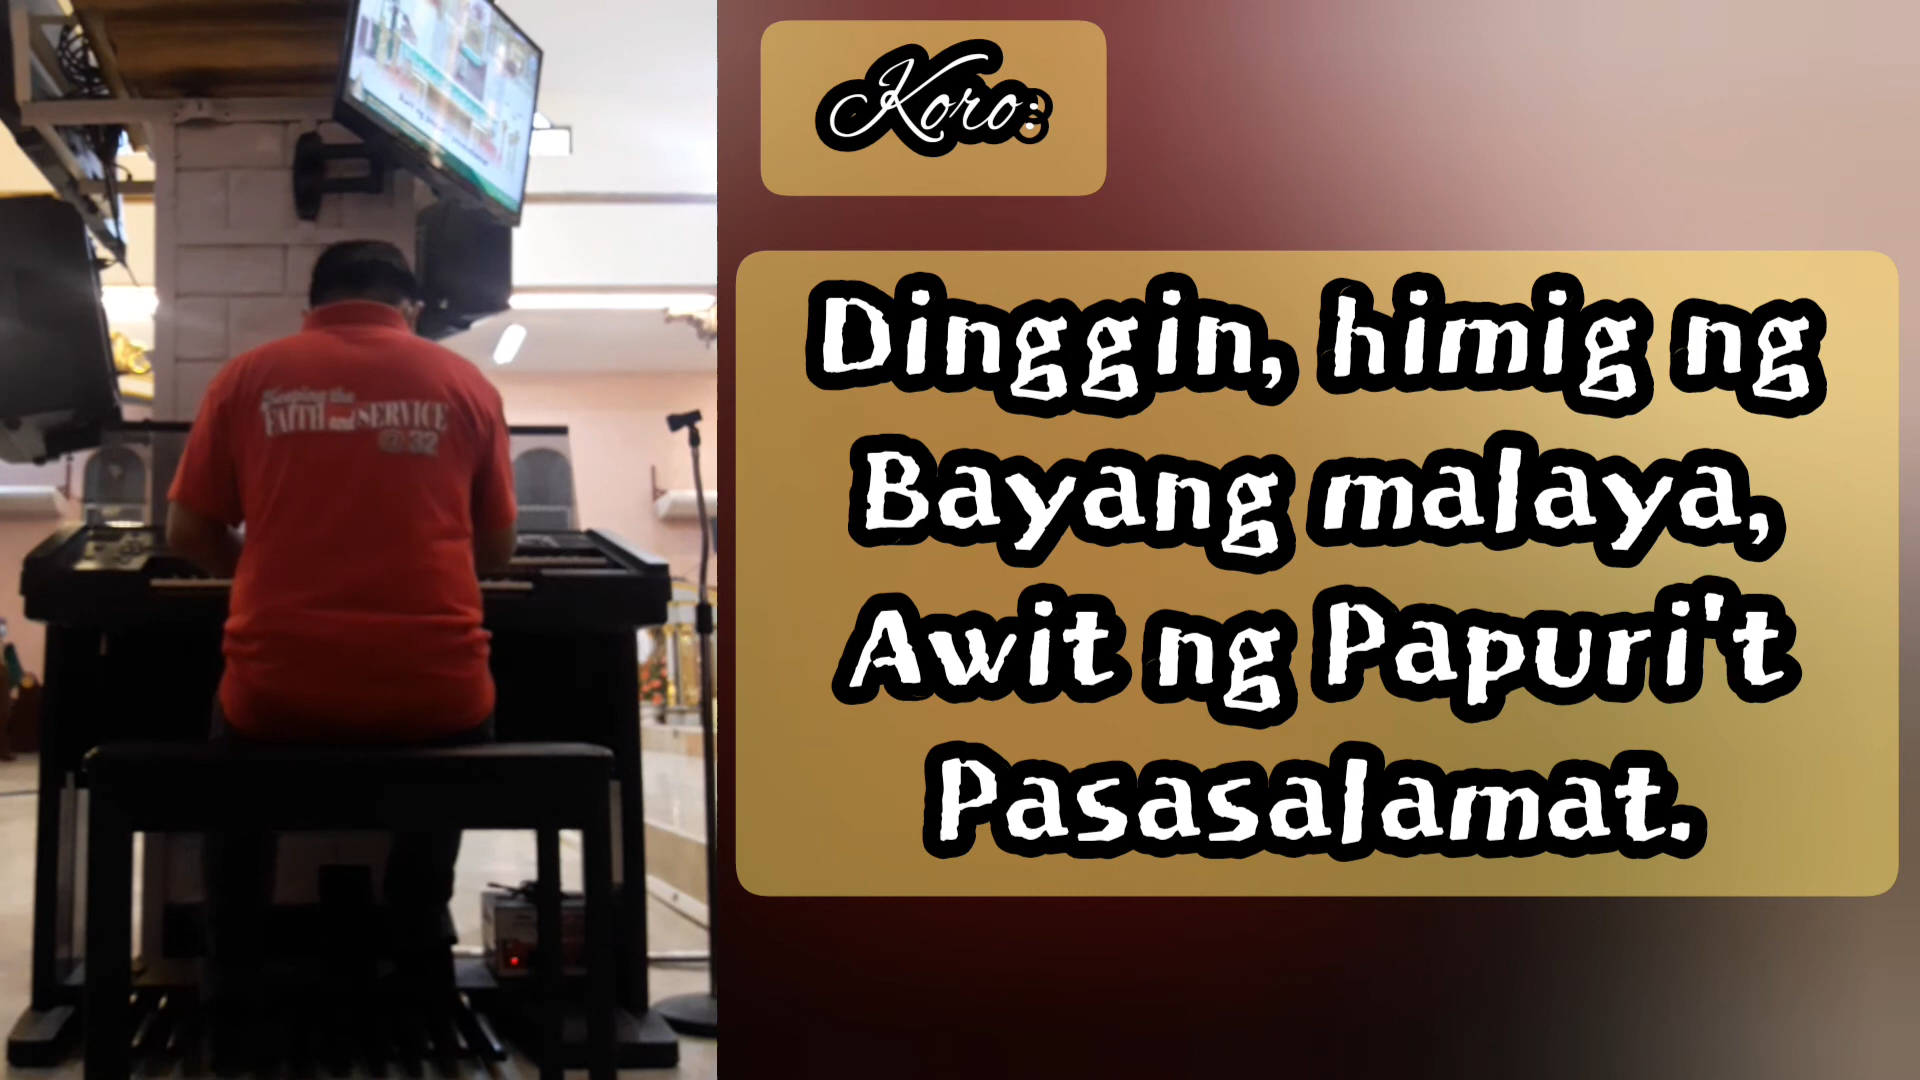 Keeping the
FAITH and SERVICE
@ 32
Koro:
Dinggin, himig ng
Bayang malaya,
Awit ng Papuri't
Pasasalamat.